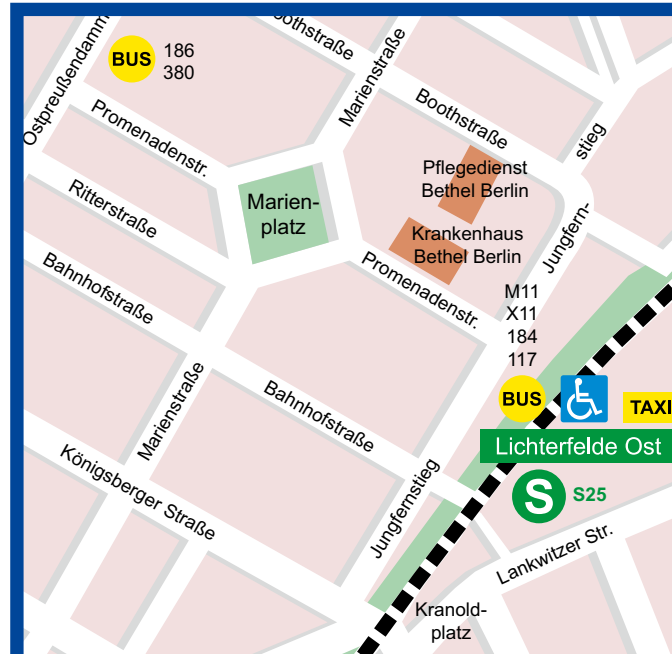 Boothstraße
Ostpreußendamm
BUS
186
380
Marienstraße
Promenadenstr.
Boothstraße
stieg
Pflegedienst
Bethel Berlin
Ritterstraße
Marien-
platz
Krankenhaus
Bethel Berlin
Jungfern-
Bahnhofstraße
Promenadenstr.
M11
X11
184
117
BUS
TAXI
Marienstraße
Bahnhofstraße
Lichterfelde Ost
Königsberger Straße
S
S25
Jungfernstieg
Lankwitzer Str.
Kranold-
platz